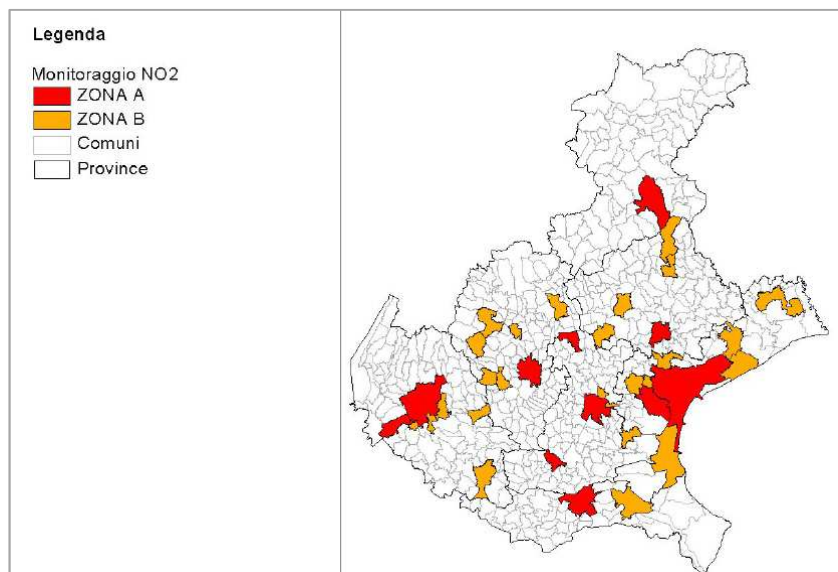 Legenda
Monitoraggio NO2
ZONA A
ZONA B
Comuni
Province